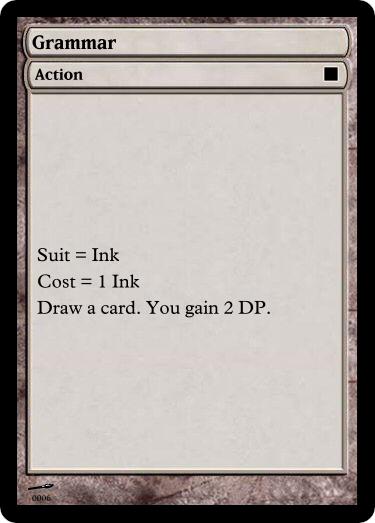 Grammar
Action
Suit = Ink
Cost = 1 Ink
Draw a card. You gain 2 DP.
0006